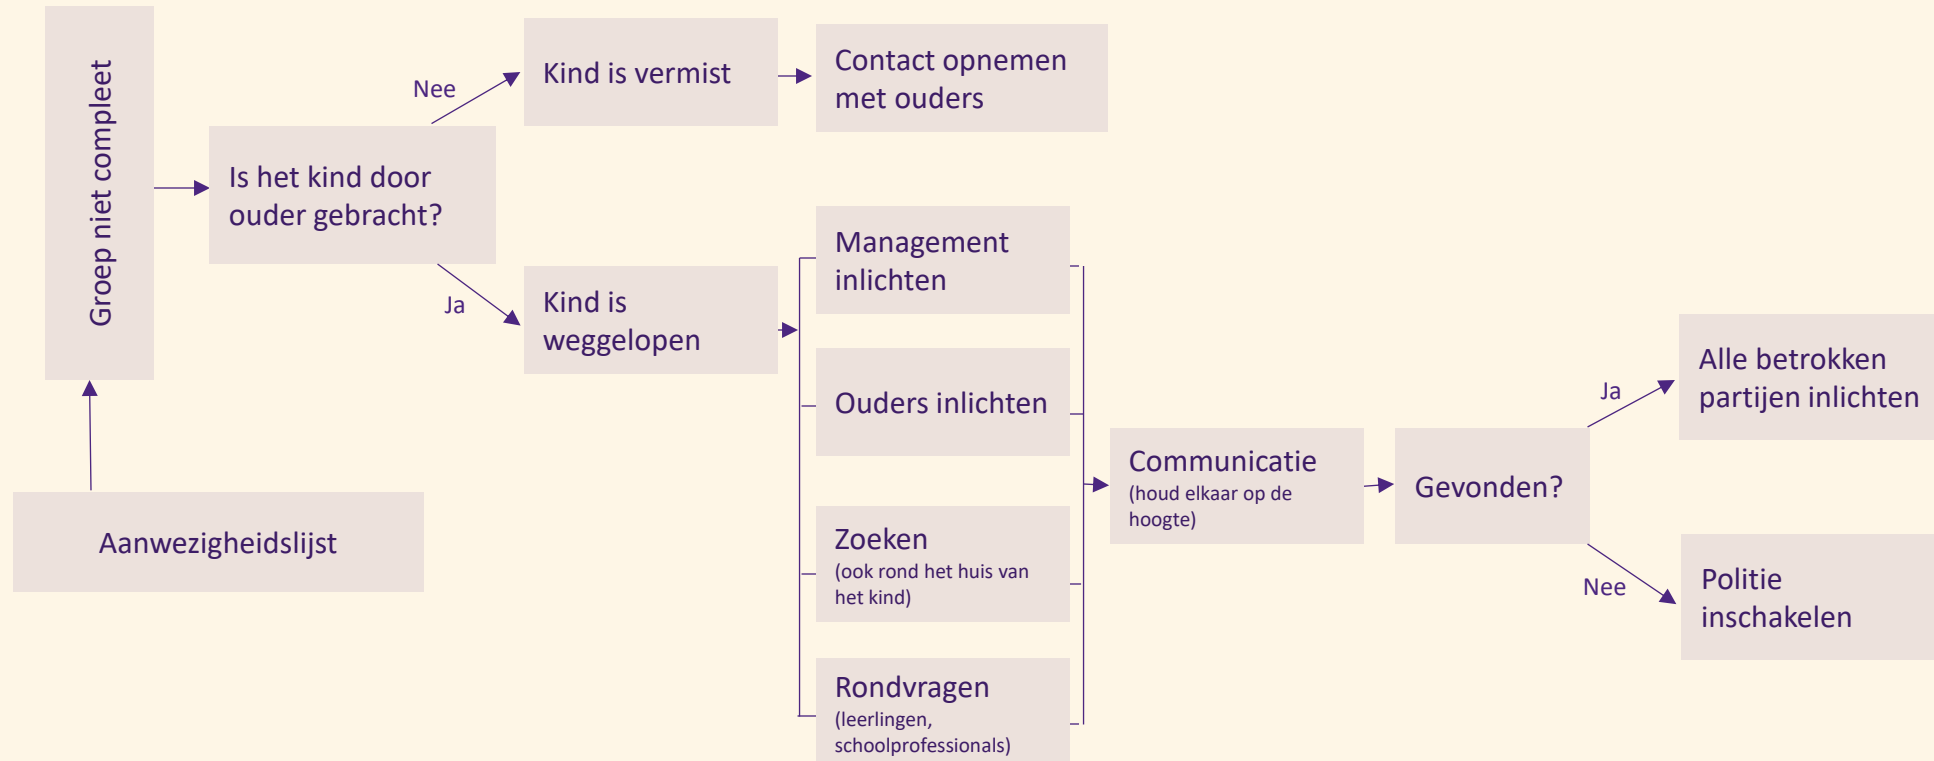 Groep niet compleet
Aanwezigheidslijst
Is het kind door
ouder gebracht?
Nee
Kind is vermist
Contact opnemen
met ouders
Ja
Kind is
weggelopen
Management
inlichten
Ouders inlichten
Zoeken
(ook rond het huis van
het kind)
Rondvragen
(leerlingen,
schoolprofessionals)
Communicatie
(houd elkaar op de
hoogte)
Gevonden?
Ja
Alle betrokken
partijen inlichten
Nee
Politie
inschakelen